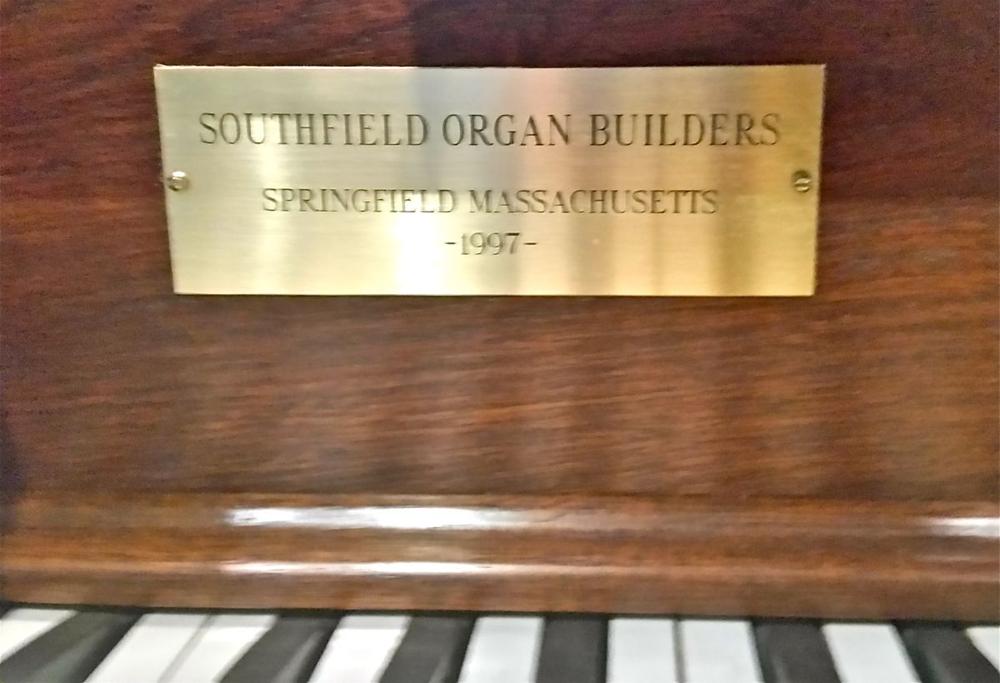 SOUTHFIELD ORGAN BUILDERS
SPRINGFIELD MASSACHUSETTS
-1997-